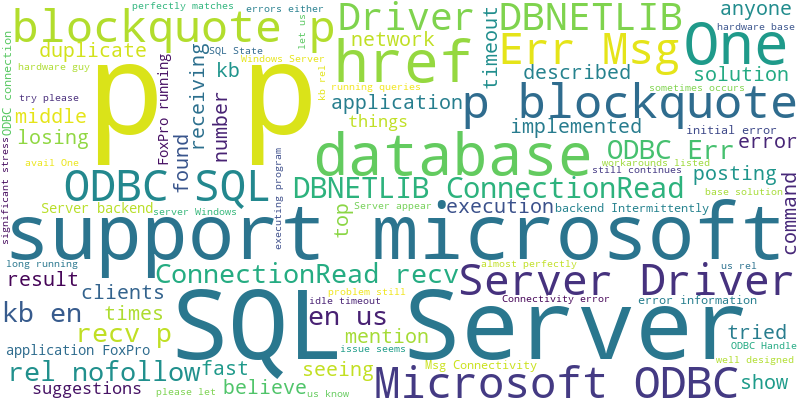 perfectly matches errors either let us Driver DBNETLIB anyone hardware base
blockquote p network timeout Err Msg One
duplicate SQL State Windows Server href described solution
ODBC connection hardware guy kb kb rel running queries sometimes occurs
p p receiving application p blockquote
try please FoxPro running number things implemented initial error
middle found database ODBC Err error
losing workarounds listed
significant stress avail One ODBC SQL DBNETLIB ConnectionRead still continues posting
Server backend server Windows executing program top Server appear execution backend Intermittently base solution command
support microsoft
long running ConnectionRead recv almost perfectly Server Driver us rel
result problem still
clients idle timeout Connectivity error error information
kb en times SQL Server en us
recv p mention tried
application FoxPro issue seems ODBC Handle
rel nofollow fast seeing Msg Connectivity well designed
suggestions believe Microsoft ODBC show
please let us know